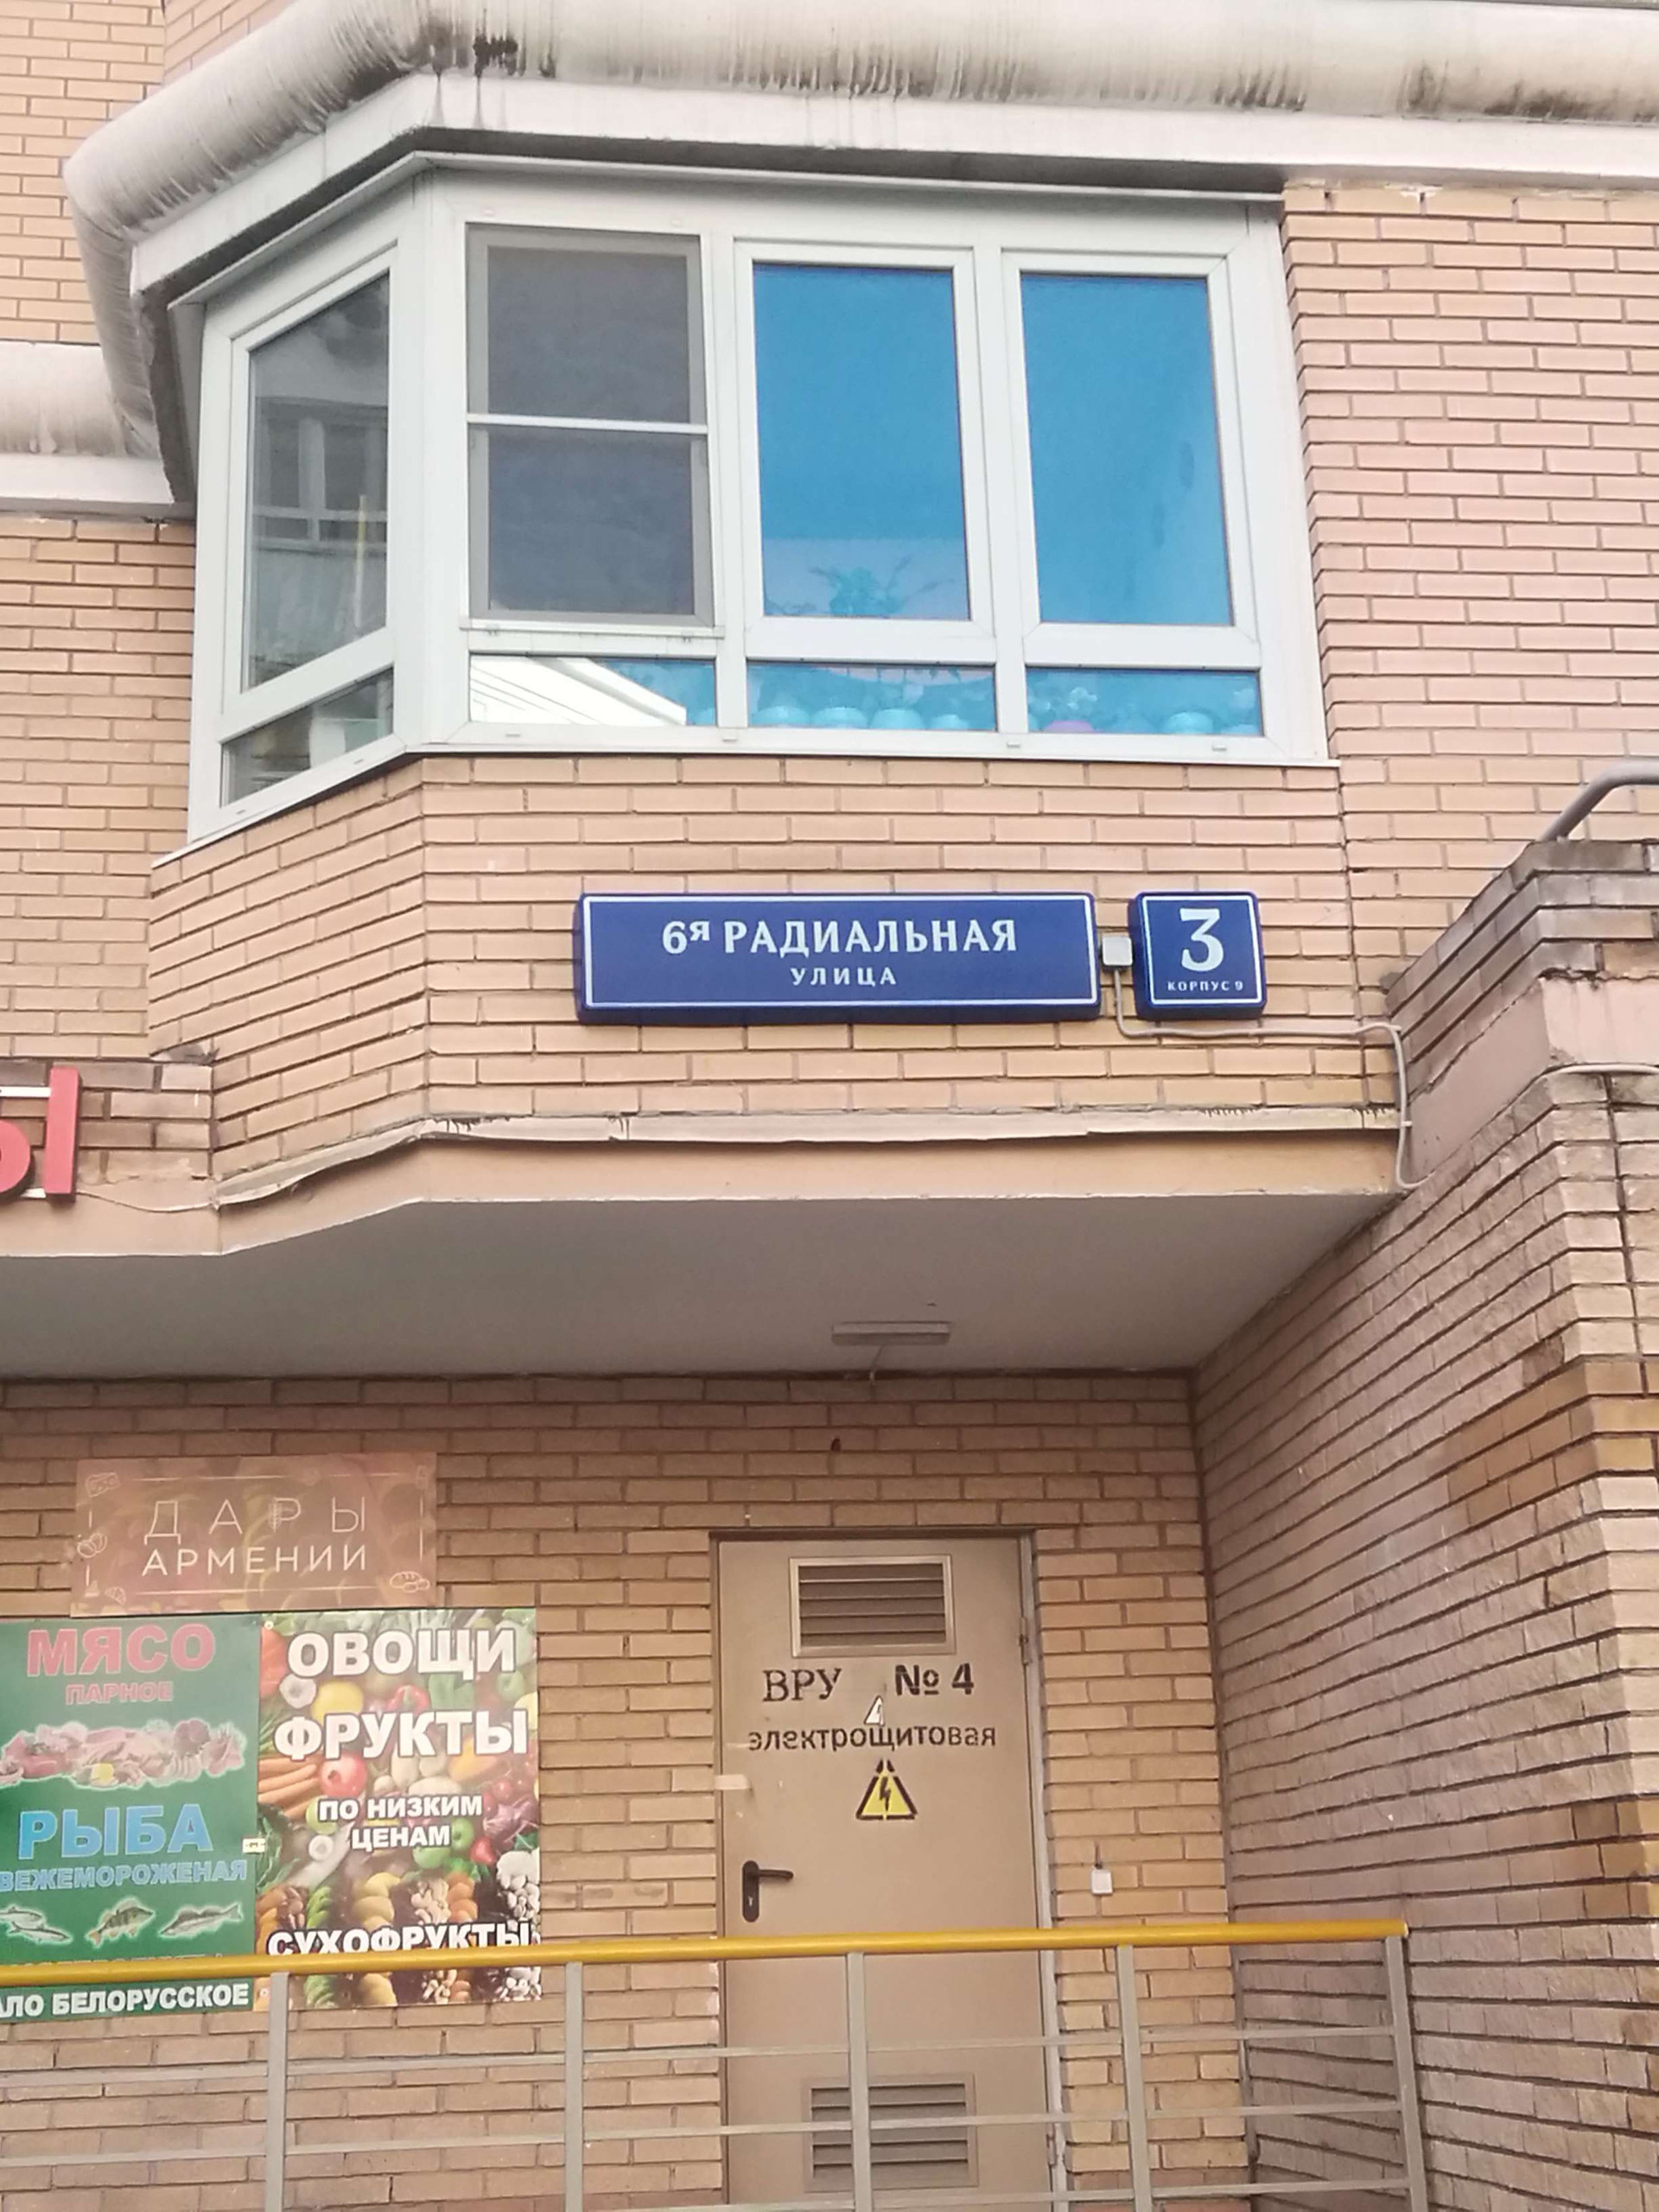 6я РАДИАЛЬНАЯ
УЛИЦА
3
КОРПУС 9
Ы
ДАРЫ
АРМЕНИИ
МЯСО
ПАРНОЕ
РЫБА
ВЕЖЕМОРОЖЕНАЯ
АЛО БЕЛОРУССКОЕ
ОВОЩИ
ФРУКТЫ
ПО НИЗКИМ
ЦЕНАМ
СУХОФРУКТЫ
ВРУ № 4
электрощитовая